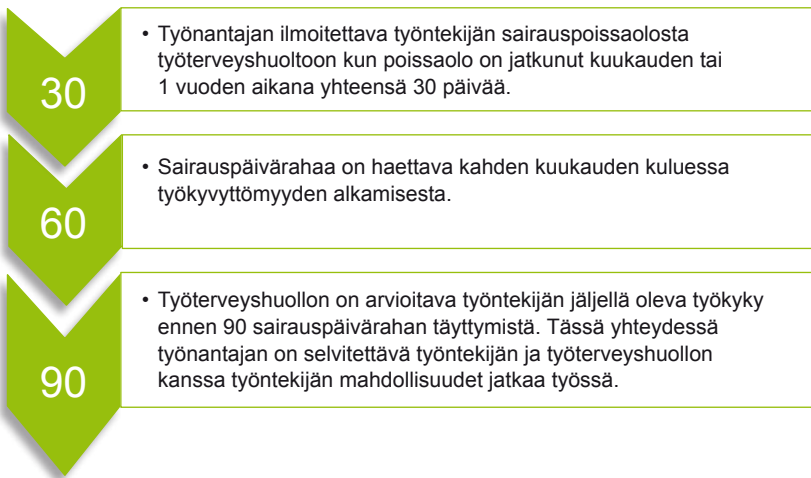 30
• Työnantajan ilmoitettava työntekijän sairauspoissaolosta
työterveyshuoltoon kun poissaolo on jatkunut kuukauden tai
1 vuoden aikana yhteensä 30 päivää.
60
• Sairauspäivärahaa on haettava kahden kuukauden kuluessa
työkyvyttömyyden alkamisesta.
90
• Työterveyshuollon on arvioitava työntekijän jäljellä oleva työkyky
ennen 90 sairauspäivärahan täyttymistä. Tässä yhteydessä
työnantajan on selvitettävä työntekijän ja työterveyshuollon
kanssa työntekijän mahdollisuudet jatkaa työssä.